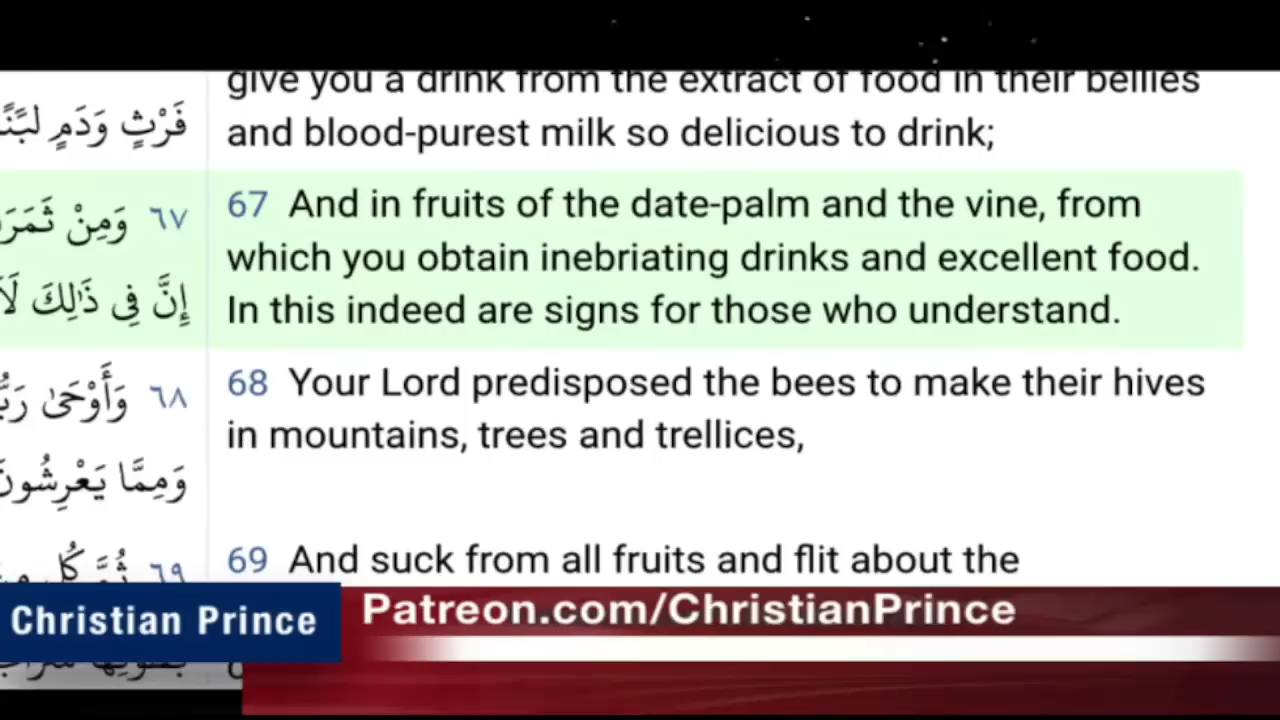 give you a drink from the extract of food in their bellies
فَرْثٍ وَدَمٍ
and blood-purest milk so delicious to drink;
٦٧ وَمِنْ
67 And in fruits of the date-palm and the vine, from
which you obtain inebriating drinks and excellent food.
إِنَّ فِى ذَٰلِكَ
In this indeed are signs for those who understand.
٦٨ وَأَوْحَىٰ
68 Your Lord predisposed the bees to make their hives
in mountains, trees and trellices,
وَمِمَّا يَعْرِشُونَ
٦٩ ثُمَّ كُلِى
69 And suck from all fruits and flit about the
Christian Prince
Patreon.com/ChristianPrince